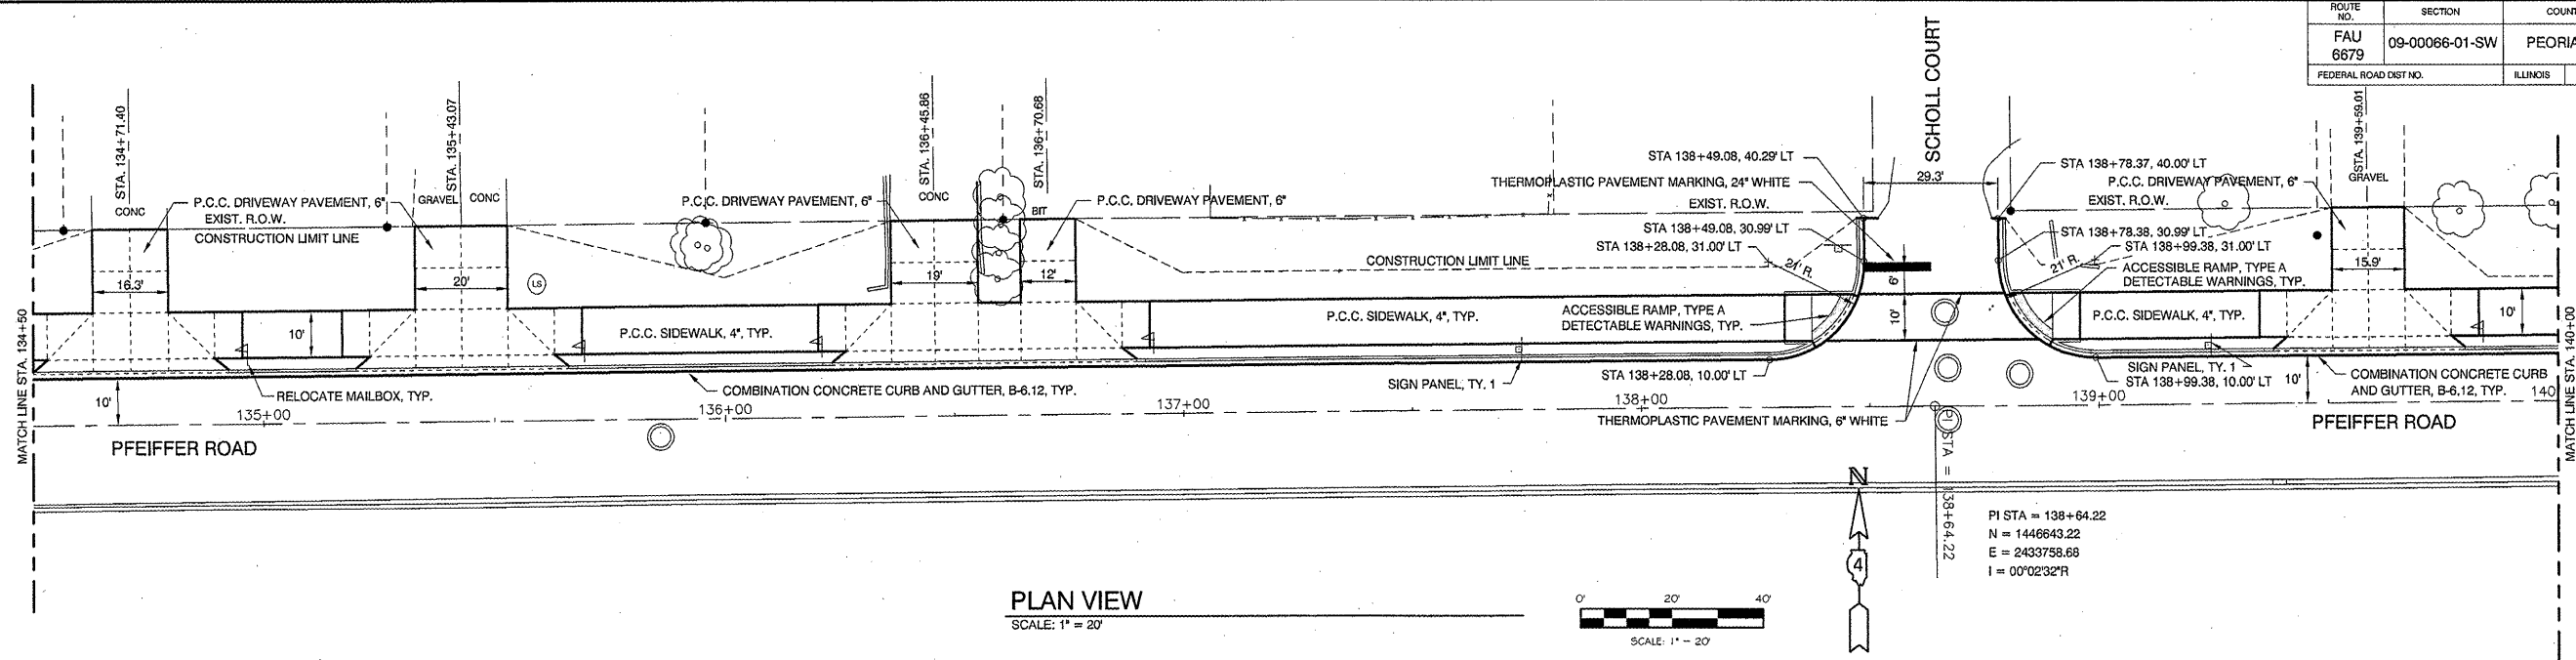 ROUTE NO.
SECTION
COUNT
FAU 6679
09-00066-01-SW
PEORIA
FEDERAL ROAD DIST NO.
ILLINOIS
MATCH LINE STA. 134+50
STA. 134+71.40
CONC
P.C.C. DRIVEWAY PAVEMENT, 6"
EXIST. R.O.W.
CONSTRUCTION LIMIT LINE
16.3'
STA. 135+43.07
GRAVEL
CONC
20'
LS
10'
P.C.C. SIDEWALK, 4", TYP.
RELOCATE MAILBOX, TYP.
10'
135+00
PFEIFFER ROAD
STA. 136+45.86
CONC
P.C.C. DRIVEWAY PAVEMENT, 6"
19'
STA. 136+70.68
BIT
P.C.C. DRIVEWAY PAVEMENT, 6"
12'
COMBINATION CONCRETE CURB AND GUTTER, B-6.12, TYP.
136+00
CONSTRUCTION LIMIT LINE
P.C.C. SIDEWALK, 4", TYP.
137+00
SIGN PANEL, TY. 1
SCHOLL COURT
STA 138+49.08, 40.29' LT
THERMOPLASTIC PAVEMENT MARKING, 24" WHITE
EXIST. R.O.W.
STA 138+49.08, 30.99' LT
STA 138+28.08, 31.00' LT
21' R.
29.3'
6'
10'
ACCESSIBLE RAMP, TYPE A
DETECTABLE WARNINGS, TYP.
STA 138+28.08, 10.00' LT
138+00
THERMOPLASTIC PAVEMENT MARKING, 6" WHITE
STA 138+78.37, 40.00' LT
P.C.C. DRIVEWAY PAVEMENT, 6"
EXIST. R.O.W.
STA 138+78.38, 30.99' LT
STA 138+99.38, 31.00' LT
21' R.
ACCESSIBLE RAMP, TYPE A
DETECTABLE WARNINGS, TYP.
P.C.C. SIDEWALK, 4", TYP.
SIGN PANEL, TY. 1
STA 138+99.38, 10.00' LT
139+00
STA. 139+59.01
GRAVEL
15.9'
10'
10'
COMBINATION CONCRETE CURB
AND GUTTER, B-6.12, TYP.
140
PFEIFFER ROAD
MATCH LINE STA. 140+00
PI STA = 138+64.22
PI STA = 138+64.22
N = 1446643.22
E = 2433758.68
I = 00°02'32"R
N
4
PLAN VIEW
SCALE: 1" = 20'
0'
20'
40'
SCALE: 1" - 20'